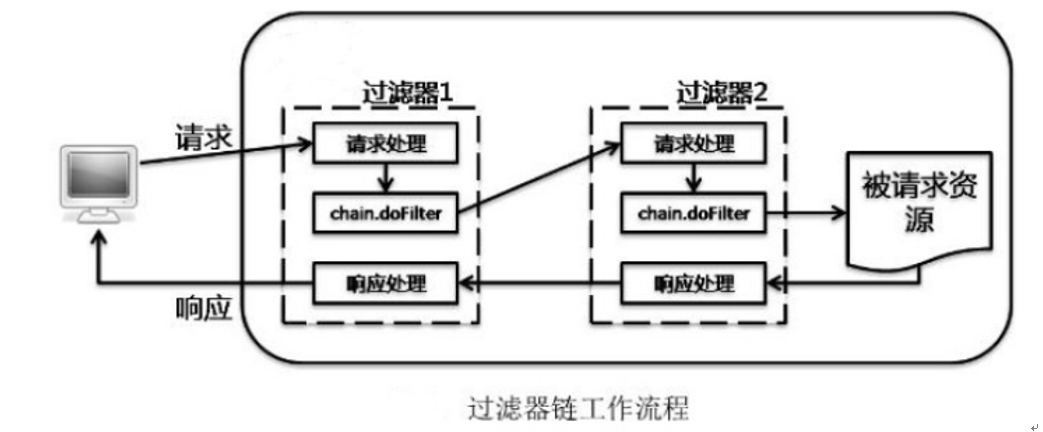 过滤器1
过滤器2
请求
请求处理
请求处理
chain.doFilter
chain.doFilter
被请求资
源
响应处理
响应处理
响应
过滤器链工作流程